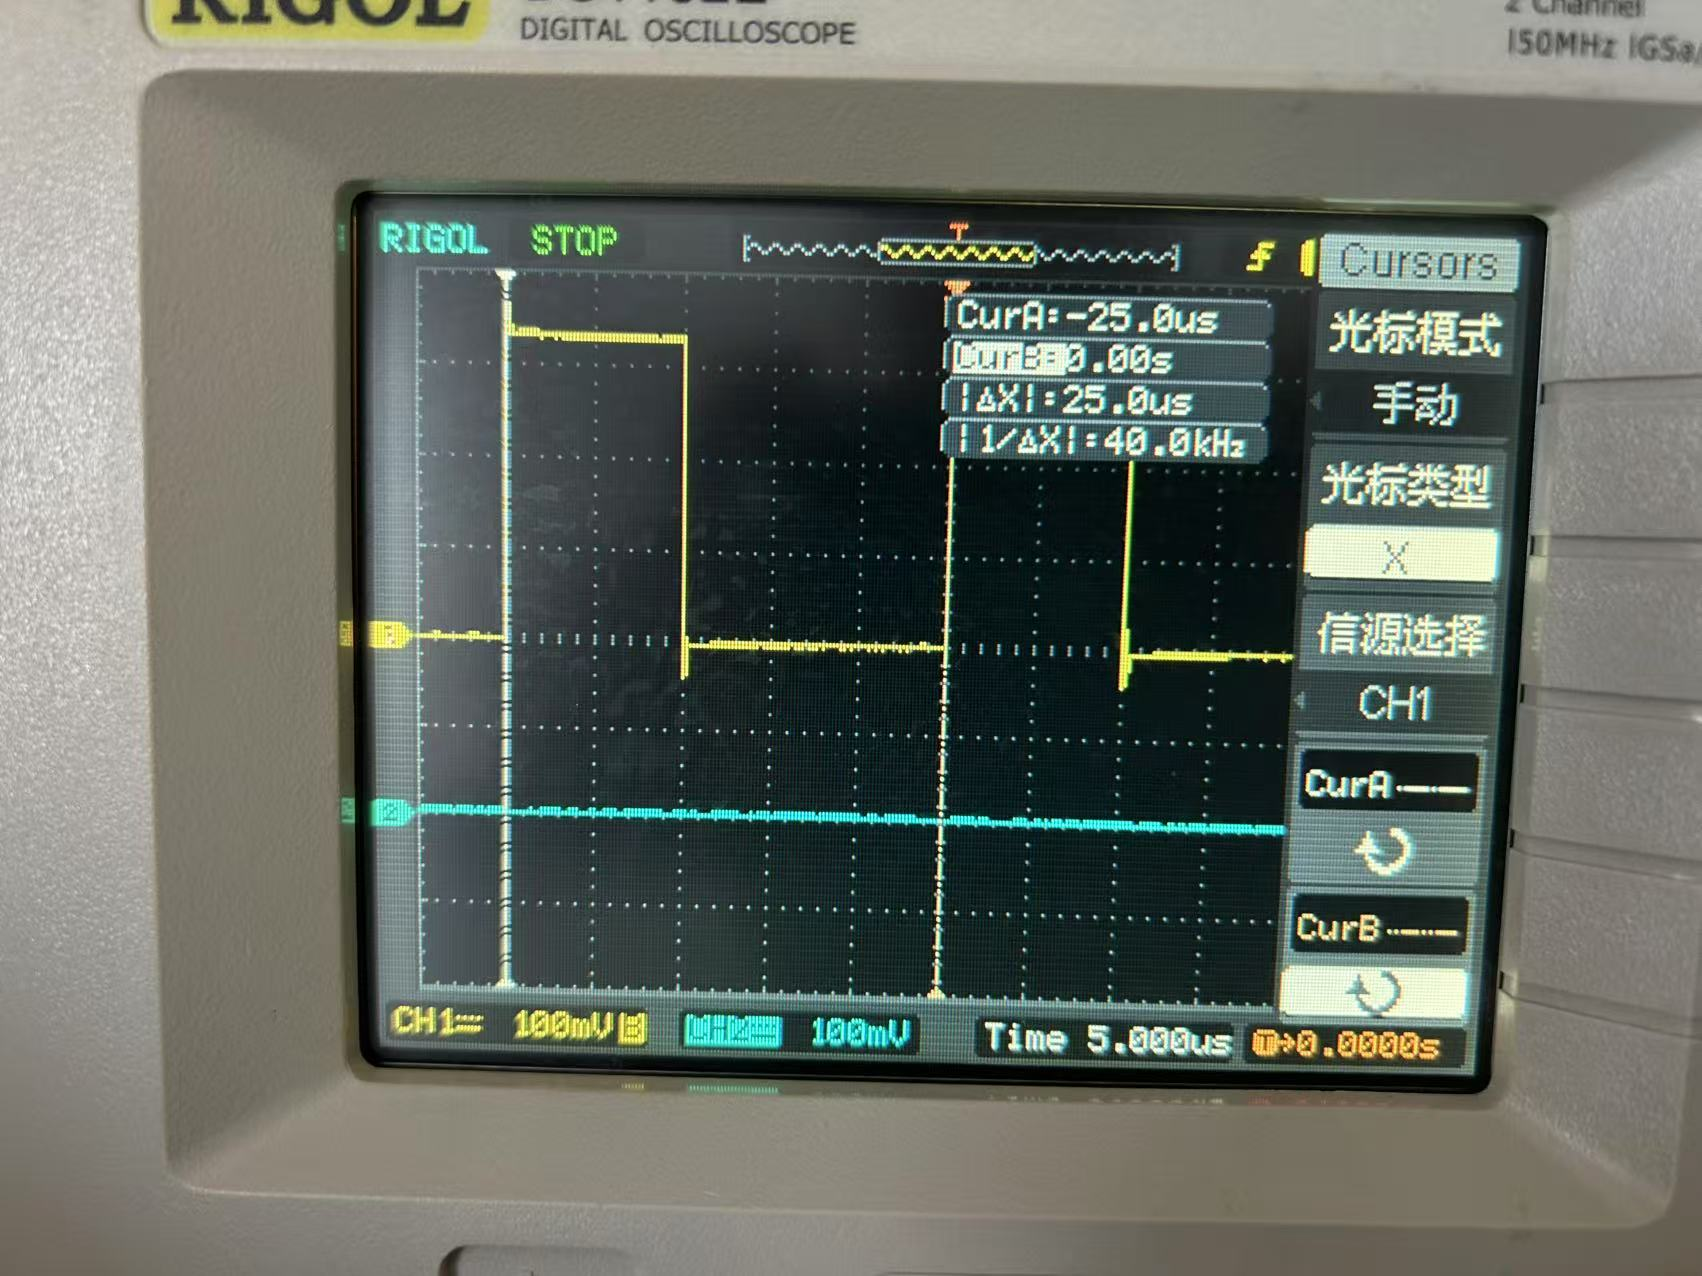 RIGOL
DIGITAL OSCILLOSCOPE
2 Channel
150MHz 1GSa/
RIGOL STOP
T
Cursors
CurA:-25.0us
CurB:0.00s
|ΔX|:25.0us
|1/ΔX|:40.0kHz
光标模式
手动
光标类型
X
信源选择
CH1
CurA
CurB
2
CH1 100mV B
CH2 100mV
Time 5.000us
T→0.0000s